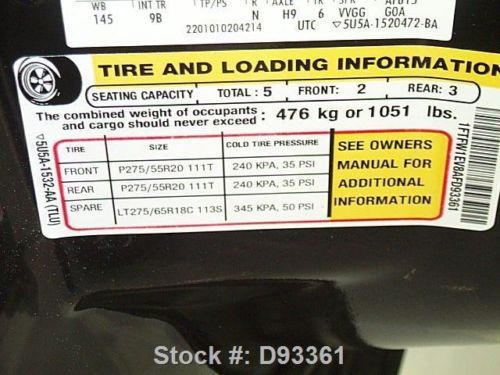 WB INT TR TP/PS R AXLE TR SPR
145 9B N H9 6 VVGG G0A
2201010204214 UTC ▽5U5A-1520472-BA
TIRE AND LOADING INFORMATION
SEATING CAPACITY TOTAL : 5 FRONT: 2 REAR: 3
The combined weight of occupants and cargo should never exceed : 476 kg or 1051 lbs.
TIRE SIZE COLD TIRE PRESSURE
FRONT P275/55R20 111T 240 KPA, 35 PSI
REAR P275/55R20 111T 240 KPA, 35 PSI
SPARE LT275/65R18C 113S 345 KPA, 50 PSI
SEE OWNERS
MANUAL FOR
ADDITIONAL
INFORMATION
▽5U5A-1532-AA (TLU)
Stock #: D93361